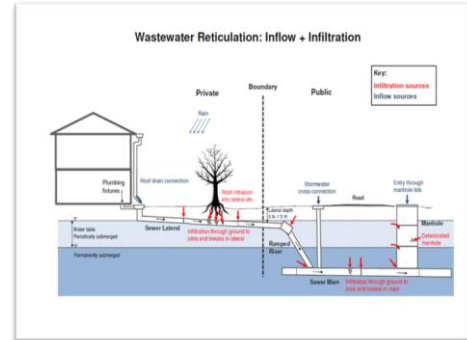 Wastewater Reticulation: Inflow + Infiltration
Key:
Infiltration sources
Inflow sources
Private
Boundary
Public
Rain
Plumbing
fixtures
Roof drain connection
Root intrusion
into lateral etc.
Stormwater
cross-connection
Entry through
manhole lids
Road
Lateral depth
Water table
Periodically submerged
Sewer Lateral
Infiltration through ground to
joins and breaks in lateral
Ramped
Riser
Manhole
Deteriorated
manhole
Permanently submerged
Sewer Main
Infiltration through ground to
joins and breaks in main